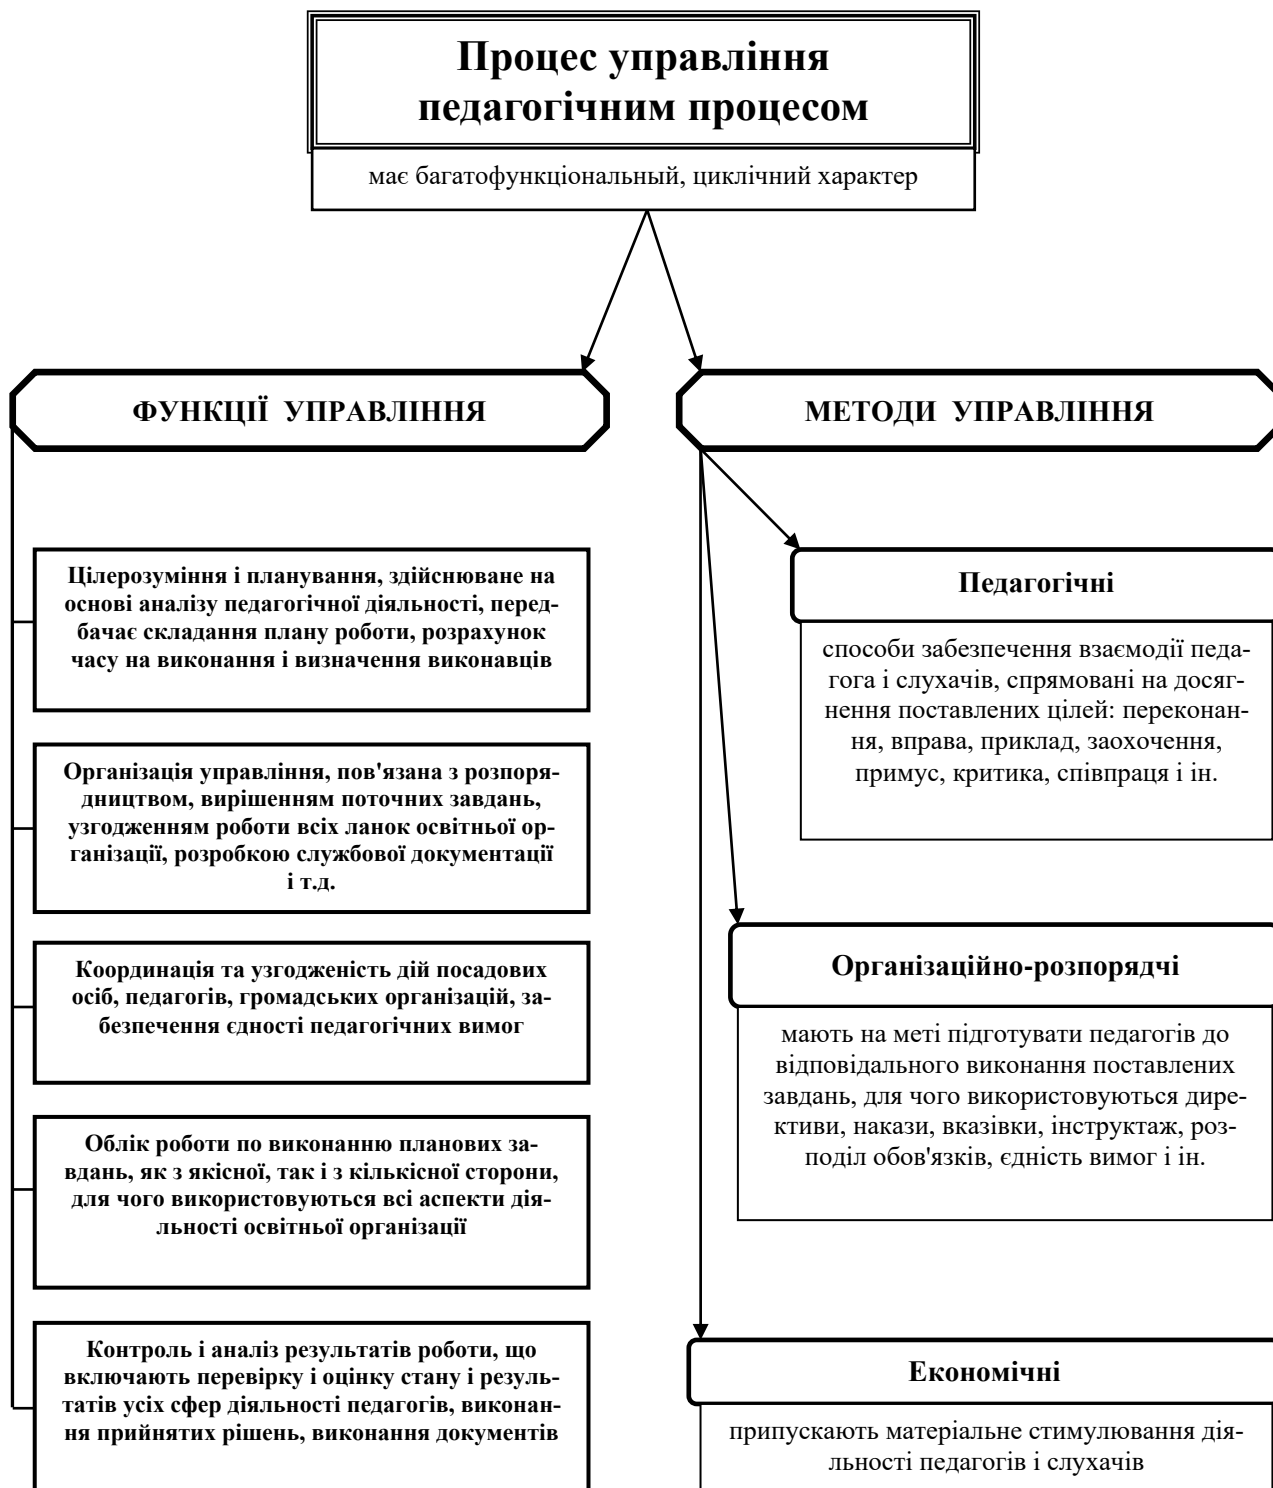 Процес управління
педагогічним процесом
має багатофункціональный, циклічний характер
ФУНКЦІЇ УПРАВЛІННЯ
Цілерозуміння і планування, здійснюване на
основі аналізу педагогічної діяльності, перед-
бачає складання плану роботи, розрахунок
часу на виконання і визначення виконавців
Організація управління, пов'язана з розпоря-
дництвом, вирішенням поточних завдань,
узгодженням роботи всіх ланок освітньої ор-
ганізації, розробкою службової документації
і т.д.
Координація та узгодженість дій посадових
осіб, педагогів, громадських організацій, за-
безпечення єдності педагогічних вимог
Облік роботи по виконанню планових за-
вдань, як з якісної, так і з кількісної сторони,
для чого використовуються всі аспекти дія-
льності освітньої організації
Контроль і аналіз результатів роботи, що
включають перевірку і оцінку стану і резуль-
татів усіх сфер діяльності педагогів, виконан-
ня прийнятих рішень, виконання документів
МЕТОДИ УПРАВЛІННЯ
Педагогічні
способи забезпечення взаємодії педа-
гога і слухачів, спрямовані на досяг-
нення поставлених цілей: переконан-
ня, вправа, приклад, заохочення,
примус, критика, співпраця і ін.
Організаційно-розпорядчі
мають на меті підготувати педагогів до
відповідального виконання поставлених
завдань, для чого використовуються дире-
ктиви, накази, вказівки, інструктаж, роз-
поділ обов'язків, єдність вимог і ін.
Економічні
припускають матеріальне стимулювання дія-
льності педагогів і слухачів